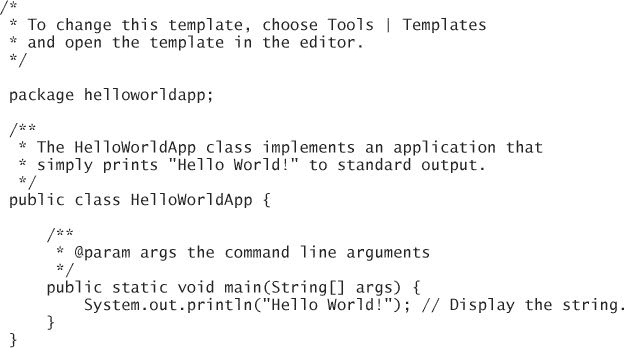 /*
 * To change this template, choose Tools | Templates
 * and open the template in the editor.
 */
package helloworldapp;
/**
 * The HelloWorldApp class implements an application that
 * simply prints "Hello World!" to standard output.
 */
public class HelloWorldApp {
    /**
     * @param args the command line arguments
     */
    public static void main(String[] args) {
        System.out.println("Hello World!"); // Display the string.
    }
}